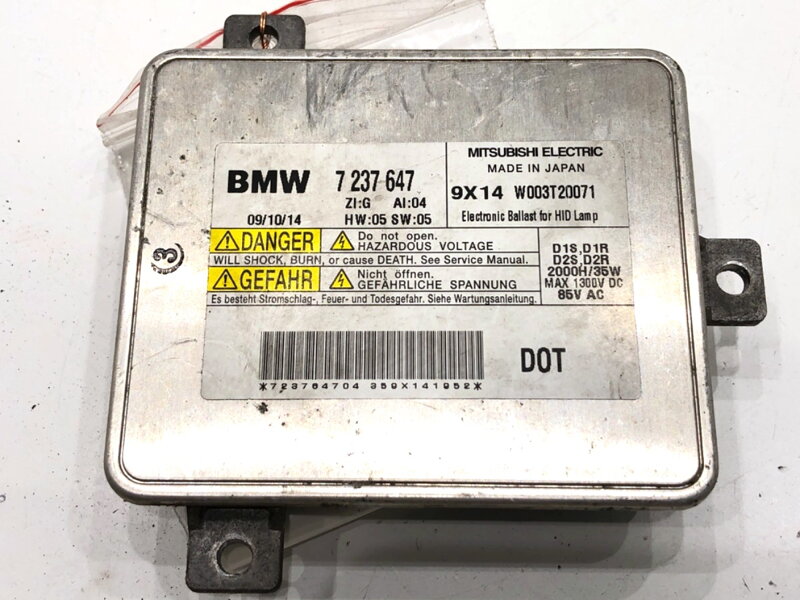 BMW 7 237 647
ZI:G AI:04
09/10/14 HW:05 SW:05
MITSUBISHI ELECTRIC
MADE IN JAPAN
9X14 W003T20071
Electronic Ballast for HID Lamp
DANGER Do not open.
HAZARDOUS VOLTAGE
WILL SHOCK, BURN, or cause DEATH. See Service Manual.
GEFAHR Nicht öffnen.
GEFÄHRLICHE SPANNUNG
Es besteht Stromschlag-, Feuer- und Todesgefahr. Siehe Wartungsanleitung.
D1S,D1R
D2S,D2R
2000H/35W
MAX 1300V DC
85V AC
*723764704 359X141952*
DOT
3